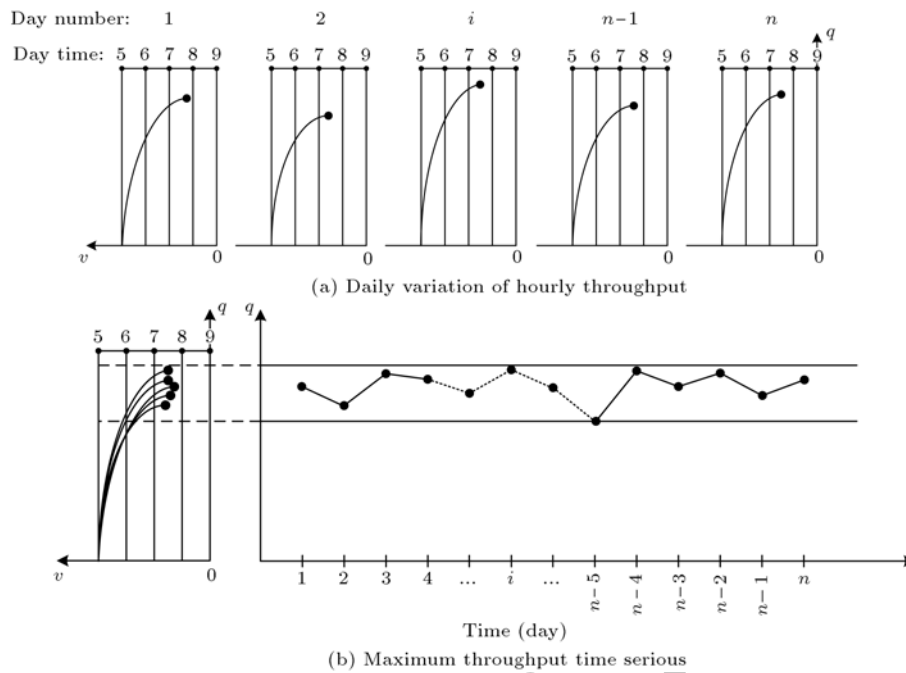 Day number: 1 2 i n–1 n
q
Day time: 5 6 7 8 9 5 6 7 8 9 5 6 7 8 9 5 6 7 8 9 5 6 7 8 9
v 0 0 0 0 0
(a) Daily variation of hourly throughput
q q
5 6 7 8 9
v 0
1 2 3 4 ... i ... n–5 n–4 n–3 n–2 n–1 n
Time (day)
(b) Maximum throughput time serious